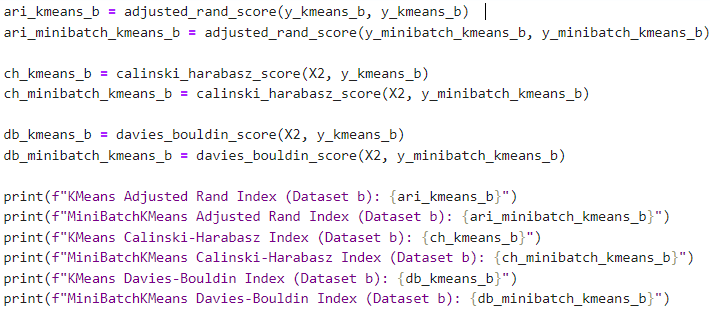 ari_kmeans_b = adjusted_rand_score(y_kmeans_b, y_kmeans_b)
ari_minibatch_kmeans_b = adjusted_rand_score(y_minibatch_kmeans_b, y_minibatch_kmeans_b)
ch_kmeans_b = calinski_harabasz_score(X2, y_kmeans_b)
ch_minibatch_kmeans_b = calinski_harabasz_score(X2, y_minibatch_kmeans_b)
db_kmeans_b = davies_bouldin_score(X2, y_kmeans_b)
db_minibatch_kmeans_b = davies_bouldin_score(X2, y_minibatch_kmeans_b)
print(f"KMeans Adjusted Rand Index (Dataset b): {ari_kmeans_b}")
print(f"MiniBatchKMeans Adjusted Rand Index (Dataset b): {ari_minibatch_kmeans_b}")
print(f"KMeans Calinski-Harabasz Index (Dataset b): {ch_kmeans_b}")
print(f"MiniBatchKMeans Calinski-Harabasz Index (Dataset b): {ch_minibatch_kmeans_b}")
print(f"KMeans Davies-Bouldin Index (Dataset b): {db_kmeans_b}")
print(f"MiniBatchKMeans Davies-Bouldin Index (Dataset b): {db_minibatch_kmeans_b}")